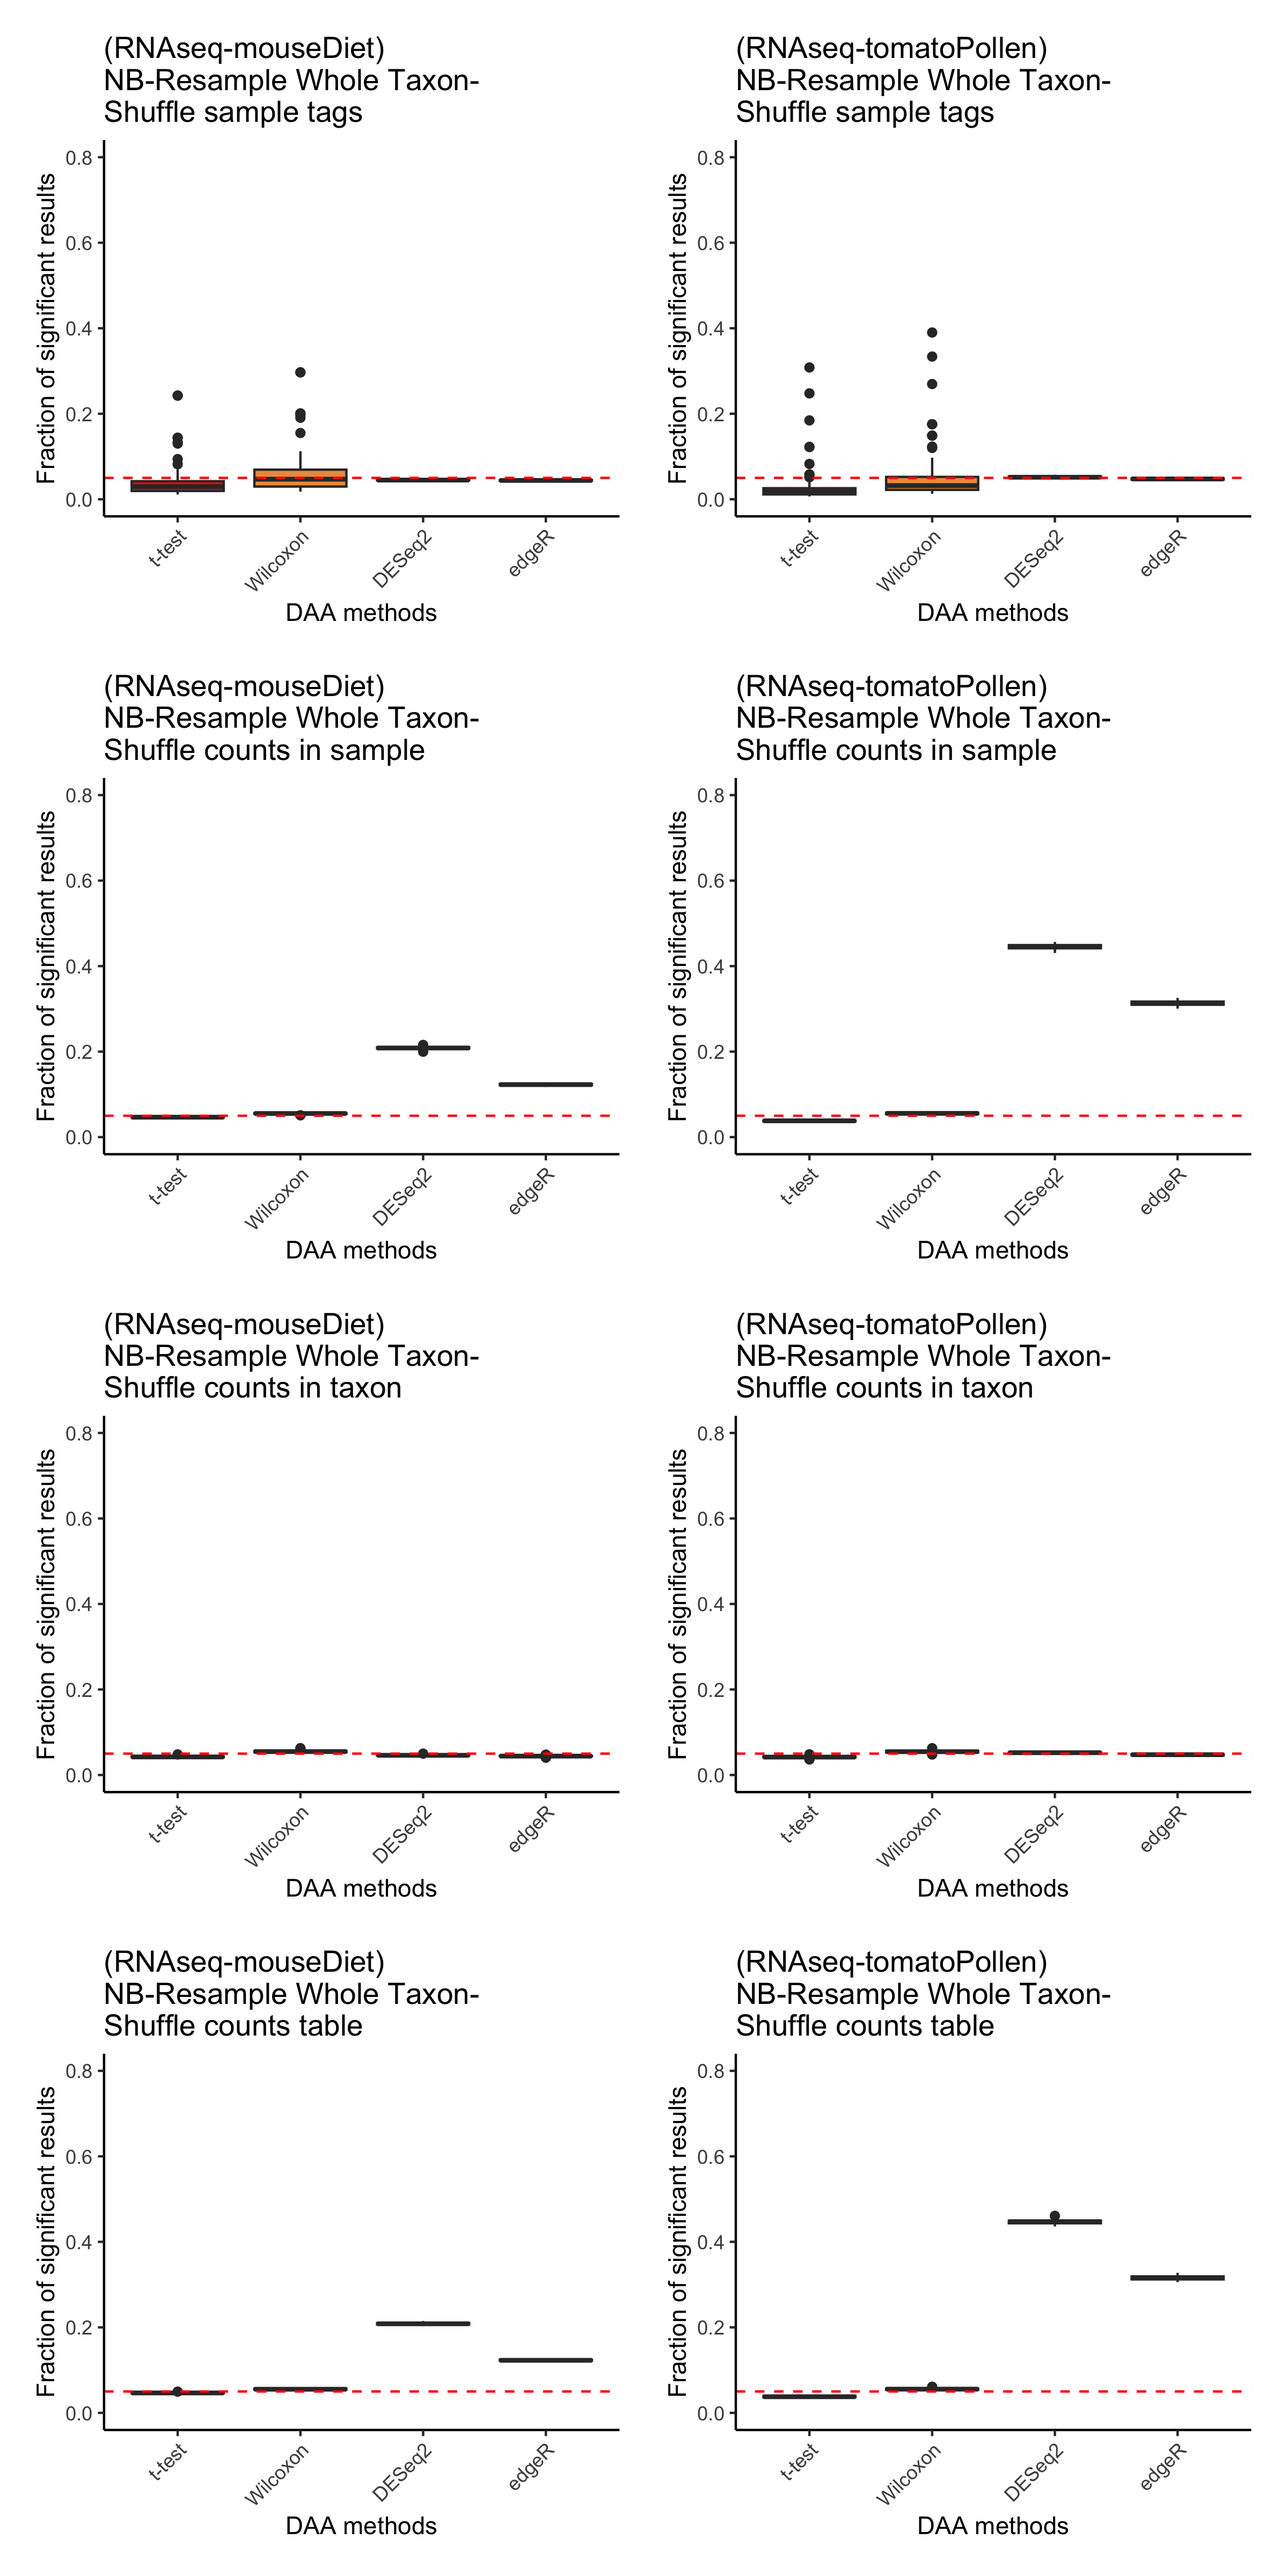 (RNAseq-mouseDiet)
NB-Resample Whole Taxon-
Shuffle sample tags
Fraction of significant results
0.8
0.6
0.4
0.2
0.0
t-test
Wilcoxon
DESeq2
edgeR
DAA methods
(RNAseq-tomatoPollen)
NB-Resample Whole Taxon-
Shuffle sample tags
Fraction of significant results
0.8
0.6
0.4
0.2
0.0
t-test
Wilcoxon
DESeq2
edgeR
DAA methods
(RNAseq-mouseDiet)
NB-Resample Whole Taxon-
Shuffle counts in sample
Fraction of significant results
0.8
0.6
0.4
0.2
0.0
t-test
Wilcoxon
DESeq2
edgeR
DAA methods
(RNAseq-tomatoPollen)
NB-Resample Whole Taxon-
Shuffle counts in sample
Fraction of significant results
0.8
0.6
0.4
0.2
0.0
t-test
Wilcoxon
DESeq2
edgeR
DAA methods
(RNAseq-mouseDiet)
NB-Resample Whole Taxon-
Shuffle counts in taxon
Fraction of significant results
0.8
0.6
0.4
0.2
0.0
t-test
Wilcoxon
DESeq2
edgeR
DAA methods
(RNAseq-tomatoPollen)
NB-Resample Whole Taxon-
Shuffle counts in taxon
Fraction of significant results
0.8
0.6
0.4
0.2
0.0
t-test
Wilcoxon
DESeq2
edgeR
DAA methods
(RNAseq-mouseDiet)
NB-Resample Whole Taxon-
Shuffle counts table
Fraction of significant results
0.8
0.6
0.4
0.2
0.0
t-test
Wilcoxon
DESeq2
edgeR
DAA methods
(RNAseq-tomatoPollen)
NB-Resample Whole Taxon-
Shuffle counts table
Fraction of significant results
0.8
0.6
0.4
0.2
0.0
t-test
Wilcoxon
DESeq2
edgeR
DAA methods